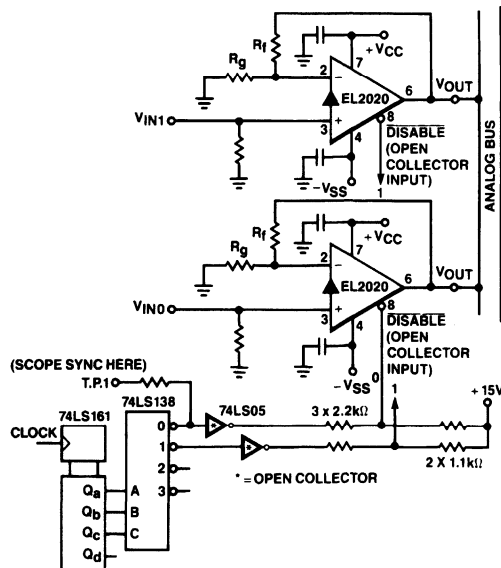 +VCC
Rf
Rg
2
−
7
EL2020
6
VOUT
VIN1
+
3
4
8
DISABLE
(OPEN
COLLECTOR
INPUT)
−VSS
1
ANALOG BUS
+VCC
Rf
Rg
2
−
7
EL2020
6
VOUT
VIN0
+
3
4
8
DISABLE
(OPEN
COLLECTOR
INPUT)
−VSS
0
1
+15V
(SCOPE SYNC HERE)
T.P.1
74LS138
74LS161
CLOCK
0
*
74LS05
3 x 2.2kΩ
1
*
2 X 1.1kΩ
2
3
* = OPEN COLLECTOR
Qa
A
Qb
B
Qc
C
Qd